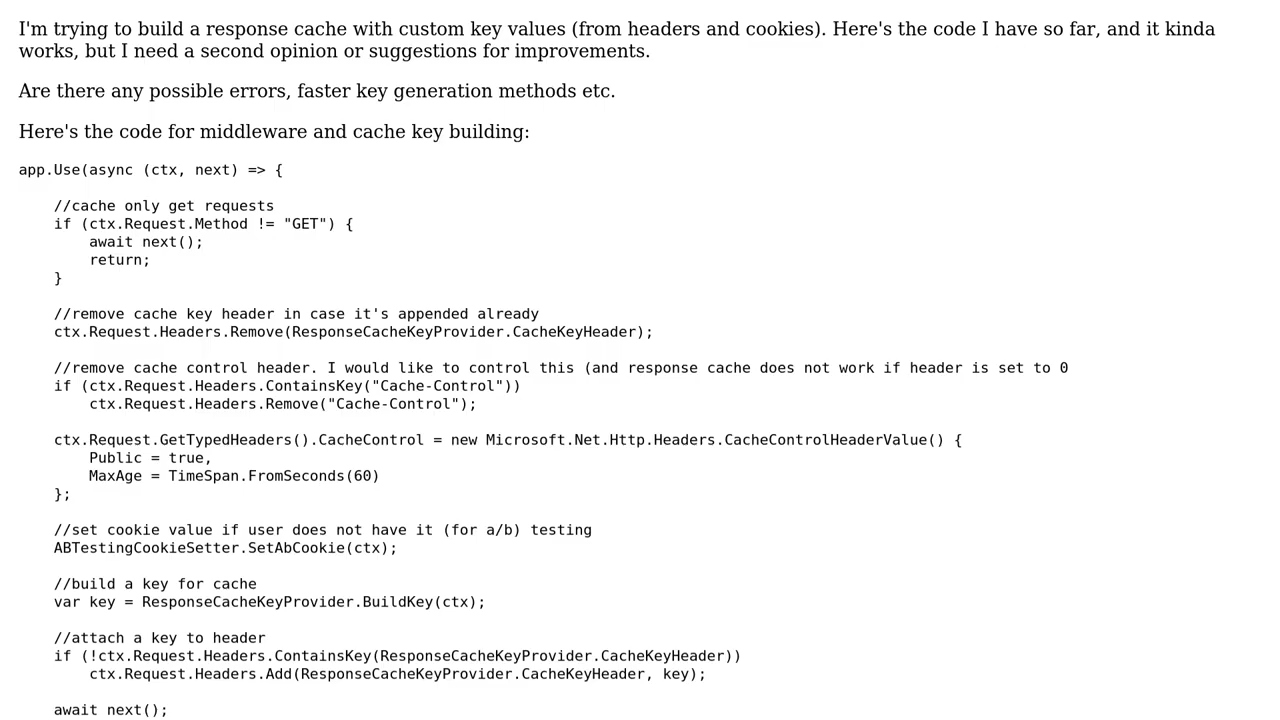 I'm trying to build a response cache with custom key values (from headers and cookies). Here's the code I have so far, and it kinda
works, but I need a second opinion or suggestions for improvements.
Are there any possible errors, faster key generation methods etc.
Here's the code for middleware and cache key building:
app.Use(async (ctx, next) => {
    //cache only get requests
    if (ctx.Request.Method != "GET") {
        await next();
        return;
    }
    //remove cache key header in case it's appended already
    ctx.Request.Headers.Remove(ResponseCacheKeyProvider.CacheKeyHeader);
    //remove cache control header. I would like to control this (and response cache does not work if header is set to 0
    if (ctx.Request.Headers.ContainsKey("Cache-Control"))
        ctx.Request.Headers.Remove("Cache-Control");
    ctx.Request.GetTypedHeaders().CacheControl = new Microsoft.Net.Http.Headers.CacheControlHeaderValue() {
        Public = true,
        MaxAge = TimeSpan.FromSeconds(60)
    };
    //set cookie value if user does not have it (for a/b) testing
    ABTestingCookieSetter.SetAbCookie(ctx);
    //build a key for cache
    var key = ResponseCacheKeyProvider.BuildKey(ctx);
    //attach a key to header
    if (!ctx.Request.Headers.ContainsKey(ResponseCacheKeyProvider.CacheKeyHeader))
        ctx.Request.Headers.Add(ResponseCacheKeyProvider.CacheKeyHeader, key);
    await next();